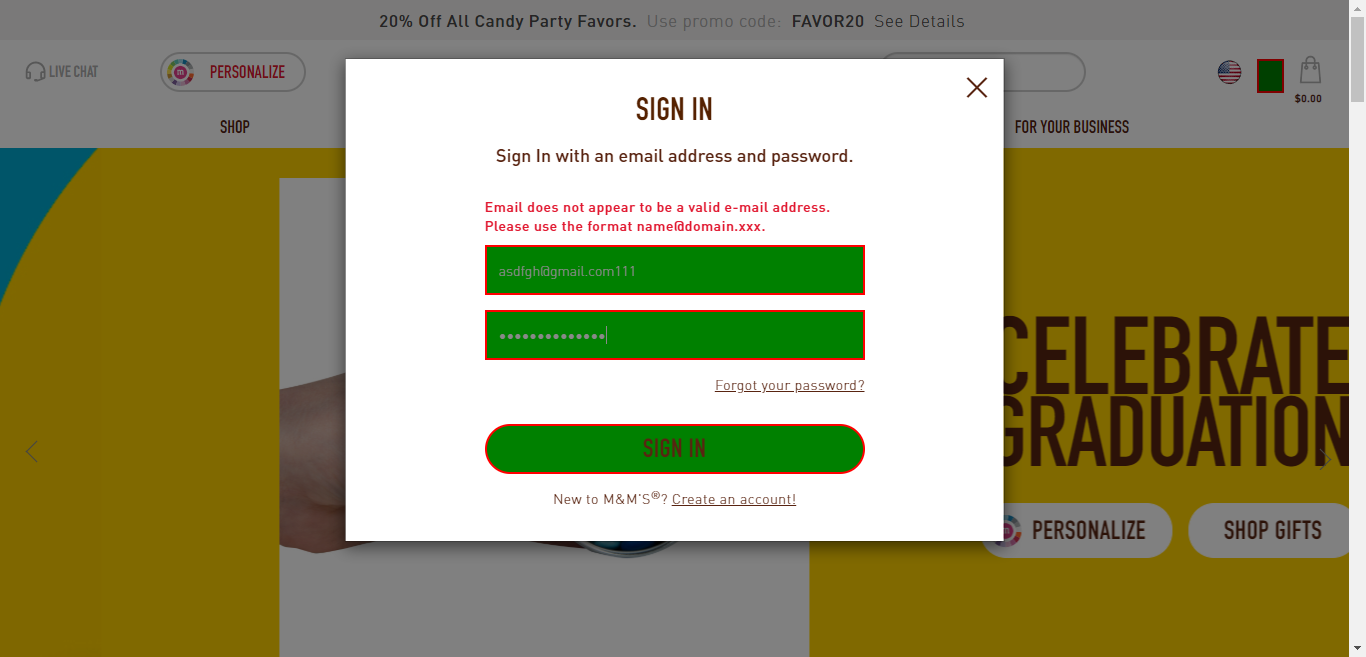 20% Off All Candy Party Favors. Use promo code: FAVOR20 See Details
LIVE CHAT
PERSONALIZE
$0.00
SHOP
FOR YOUR BUSINESS
SIGN IN
Sign In with an email address and password.
Email does not appear to be a valid e-mail address.
Please use the format name@domain.xxx.
asdfgh@gmail.com111
••••••••••••••
Forgot your password?
SIGN IN
New to M&M'S®? Create an account!
CELEBRATE
GRADUATION
m PERSONALIZE
SHOP GIFTS